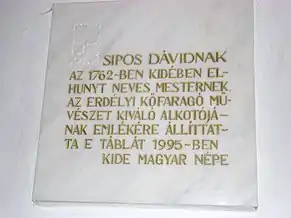 SIPOS DÁVIDNAK
AZ 1762-BEN KIDÉBEN EL-
HUNYT NEVES MESTERNEK
AZ ERDÉLYI KŐFARAGÓ MŰ-
VÉSZET KIVÁLÓ ALKOTÓJÁ-
NAK EMLÉKÉRE ÁLLÍTTAT-
TA E TÁBLÁT 1995-BEN
KIDE MAGYAR NÉPE